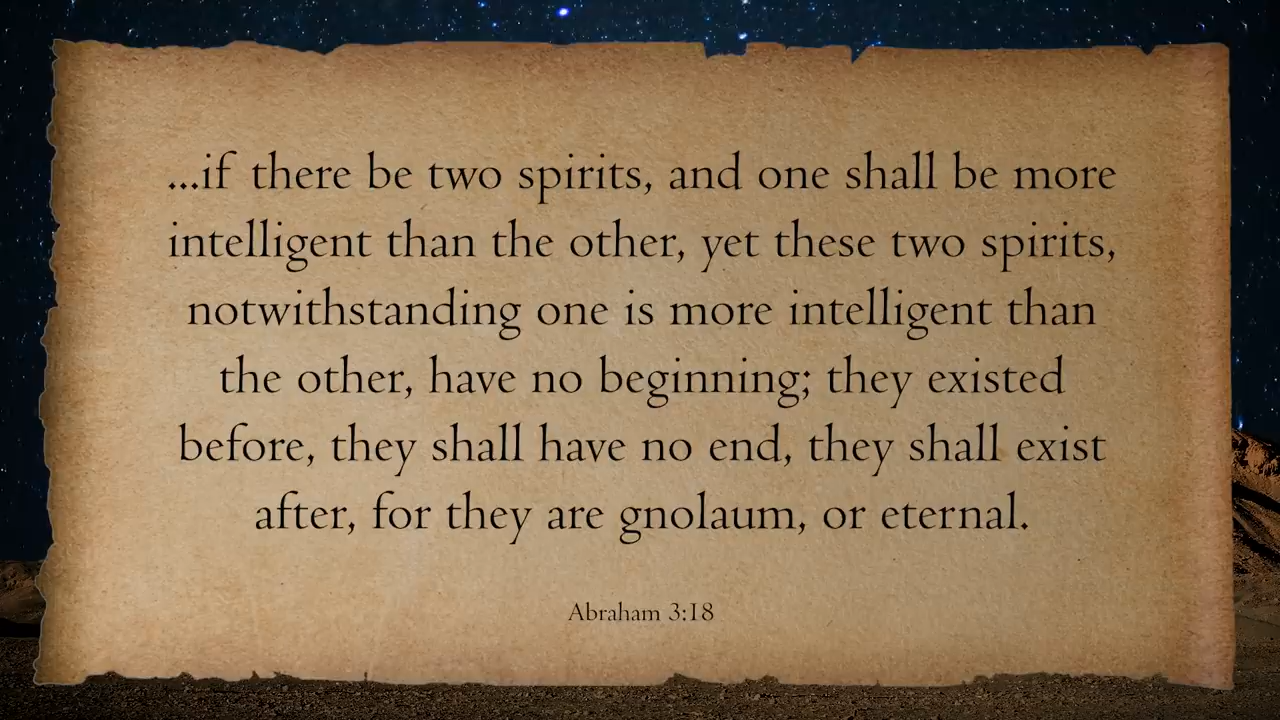 ...if there be two spirits, and one shall be more
intelligent than the other, yet these two spirits,
notwithstanding one is more intelligent than
the other, have no beginning; they existed
before, they shall have no end, they shall exist
after, for they are gnolaum, or eternal.
Abraham 3:18